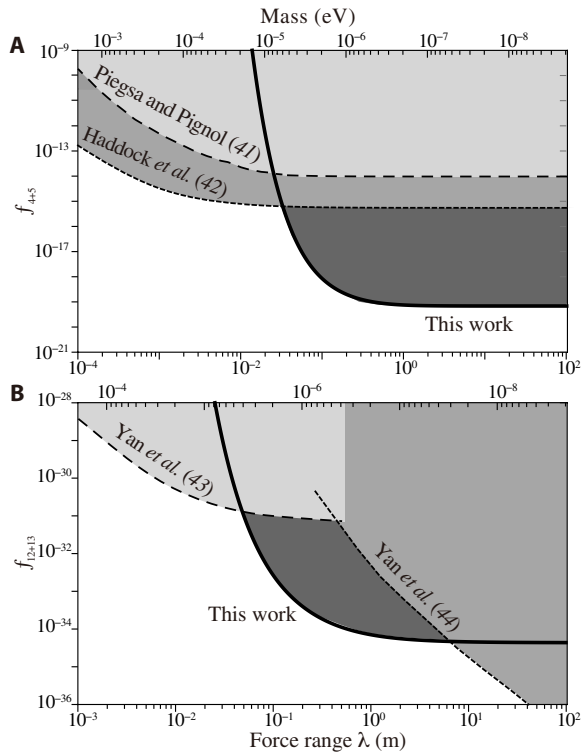 Mass (eV)
A
10⁻³ 10⁻⁴ 10⁻⁵ 10⁻⁶ 10⁻⁷ 10⁻⁸
10⁻⁹
Piegsa and Pignol (41)
10⁻¹³
Haddock et al. (42)
f₄₊₅
10⁻¹⁷
This work
10⁻²¹
10⁻⁴ 10⁻² 10⁰ 10²
B
10⁻⁴ 10⁻⁶ 10⁻⁸
10⁻²⁸
Yan et al. (43)
10⁻³⁰
f₁₂₊₁₃
10⁻³²
Yan et al. (44)
This work
10⁻³⁴
10⁻³⁶
10⁻³ 10⁻² 10⁻¹ 10⁰ 10¹ 10²
Force range λ (m)